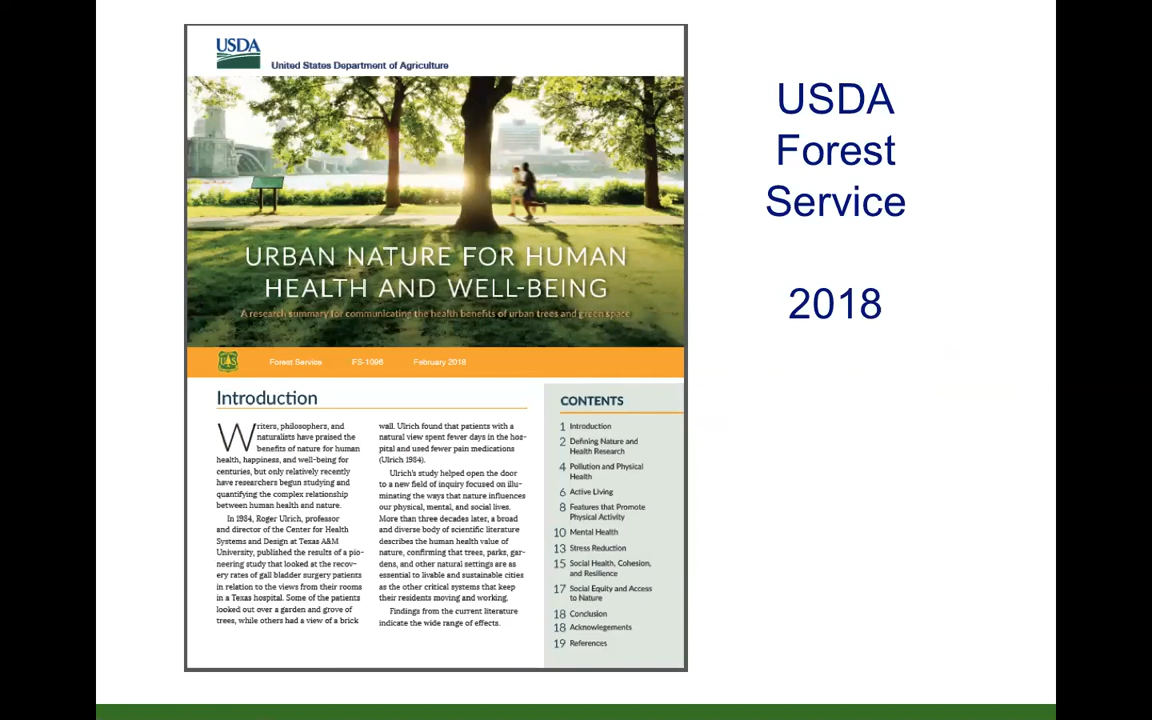 USDA
United States Department of Agriculture
URBAN NATURE FOR HUMAN
HEALTH AND WELL-BEING
A research summary for communicating the health benefits of urban trees and green space
Forest Service FS-1096 February 2018
Introduction
Writers, philosophers, and
naturalists have praised the
benefits of nature for human
health, happiness, and well-being for
centuries, but only relatively recently
have researchers begun studying and
quantifying the complex relationship
between human health and nature.
In 1984, Roger Ulrich, professor
and director of the Center for Health
Systems and Design at Texas A&M
University, published the results of a pio-
neering study that looked at the recov-
ery rates of gall bladder surgery patients
in relation to the views from their rooms
in a Texas hospital. Some of the patients
looked out over a garden and grove of
trees, while others had a view of a brick
wall. Ulrich found that patients with a
natural view spent fewer days in the hos-
pital and used fewer pain medications
(Ulrich 1984).
Ulrich's study helped open the door
to a new field of inquiry focused on illu-
minating the ways that nature influences
our physical, mental, and social lives.
More than three decades later, a broad
and diverse body of scientific literature
describes the human health value of
nature, confirming that trees, parks, gar-
dens, and other natural settings are as
essential to livable and sustainable cities
as the other critical systems that keep
their residents moving and working.
Findings from the current literature
indicate the wide range of effects.
CONTENTS
1 Introduction
2 Defining Nature and
Health Research
4 Pollution and Physical
Health
6 Active Living
8 Features that Promote
Physical Activity
10 Mental Health
13 Stress Reduction
15 Social Health, Cohesion,
and Resilience
17 Social Equity and Access
to Nature
18 Conclusion
18 Acknowlegements
19 References
USDA
Forest
Service
2018